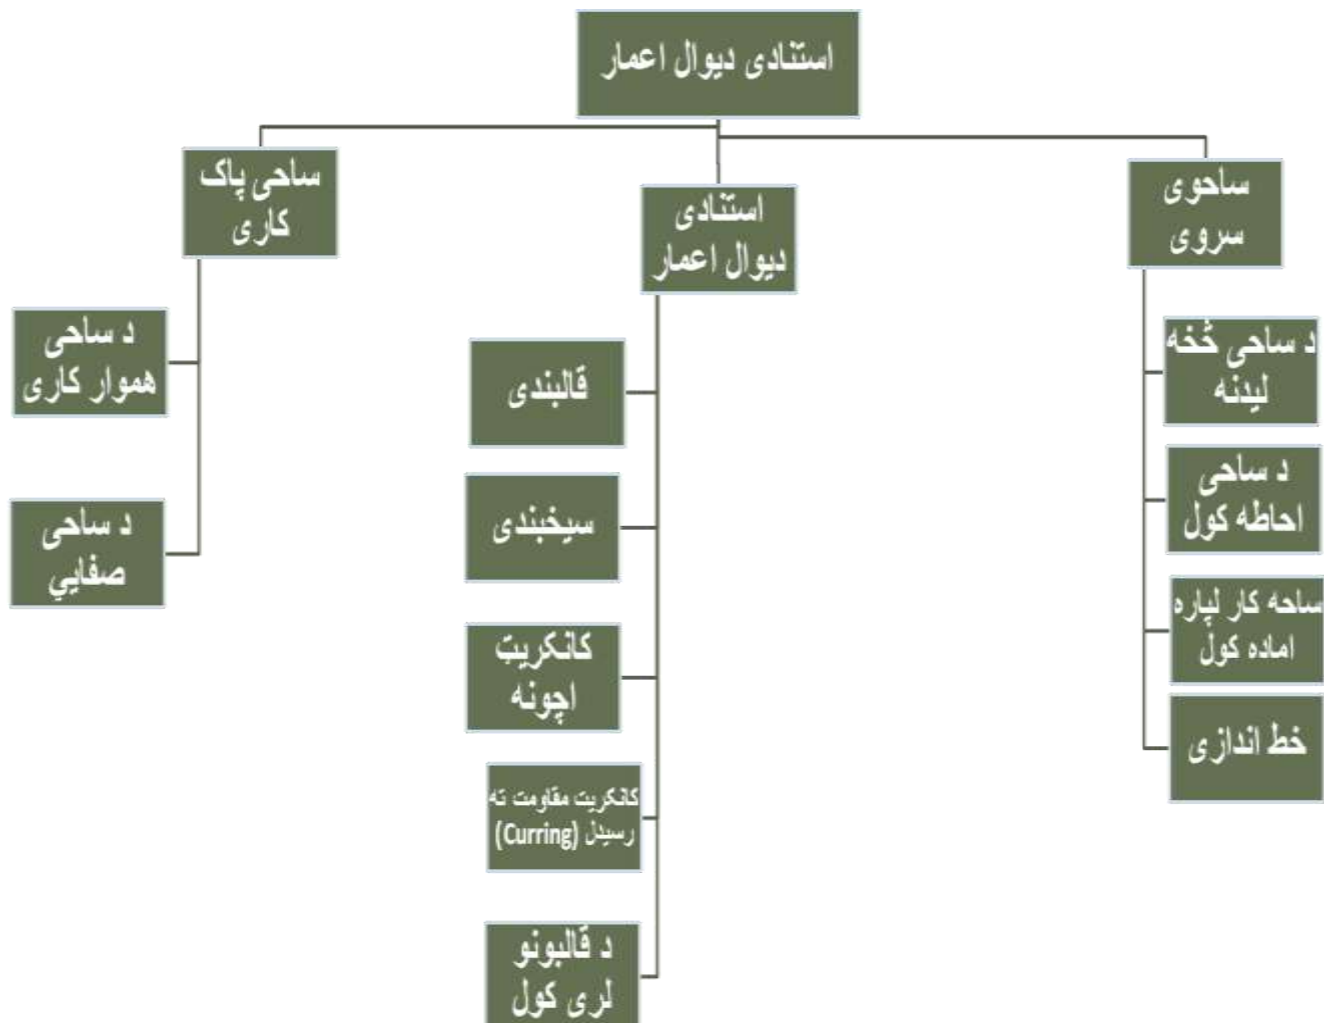 استنادی دیوال اعمار
ساحوی
سروی
د ساحی څخه
لیدنه
د ساحی
احاطه کول
ساحه کار لپاره
اماده کول
خط اندازی
استنادی
دیوال اعمار
قالبندی
سیخبندی
کانکریټ
اچونه
کانکریت مقاومت ته
رسیدل (Curring)
د قالبونو
لری کول
ساحی پاک
کاری
د ساحی
هموار کاری
د ساحی
صفایي